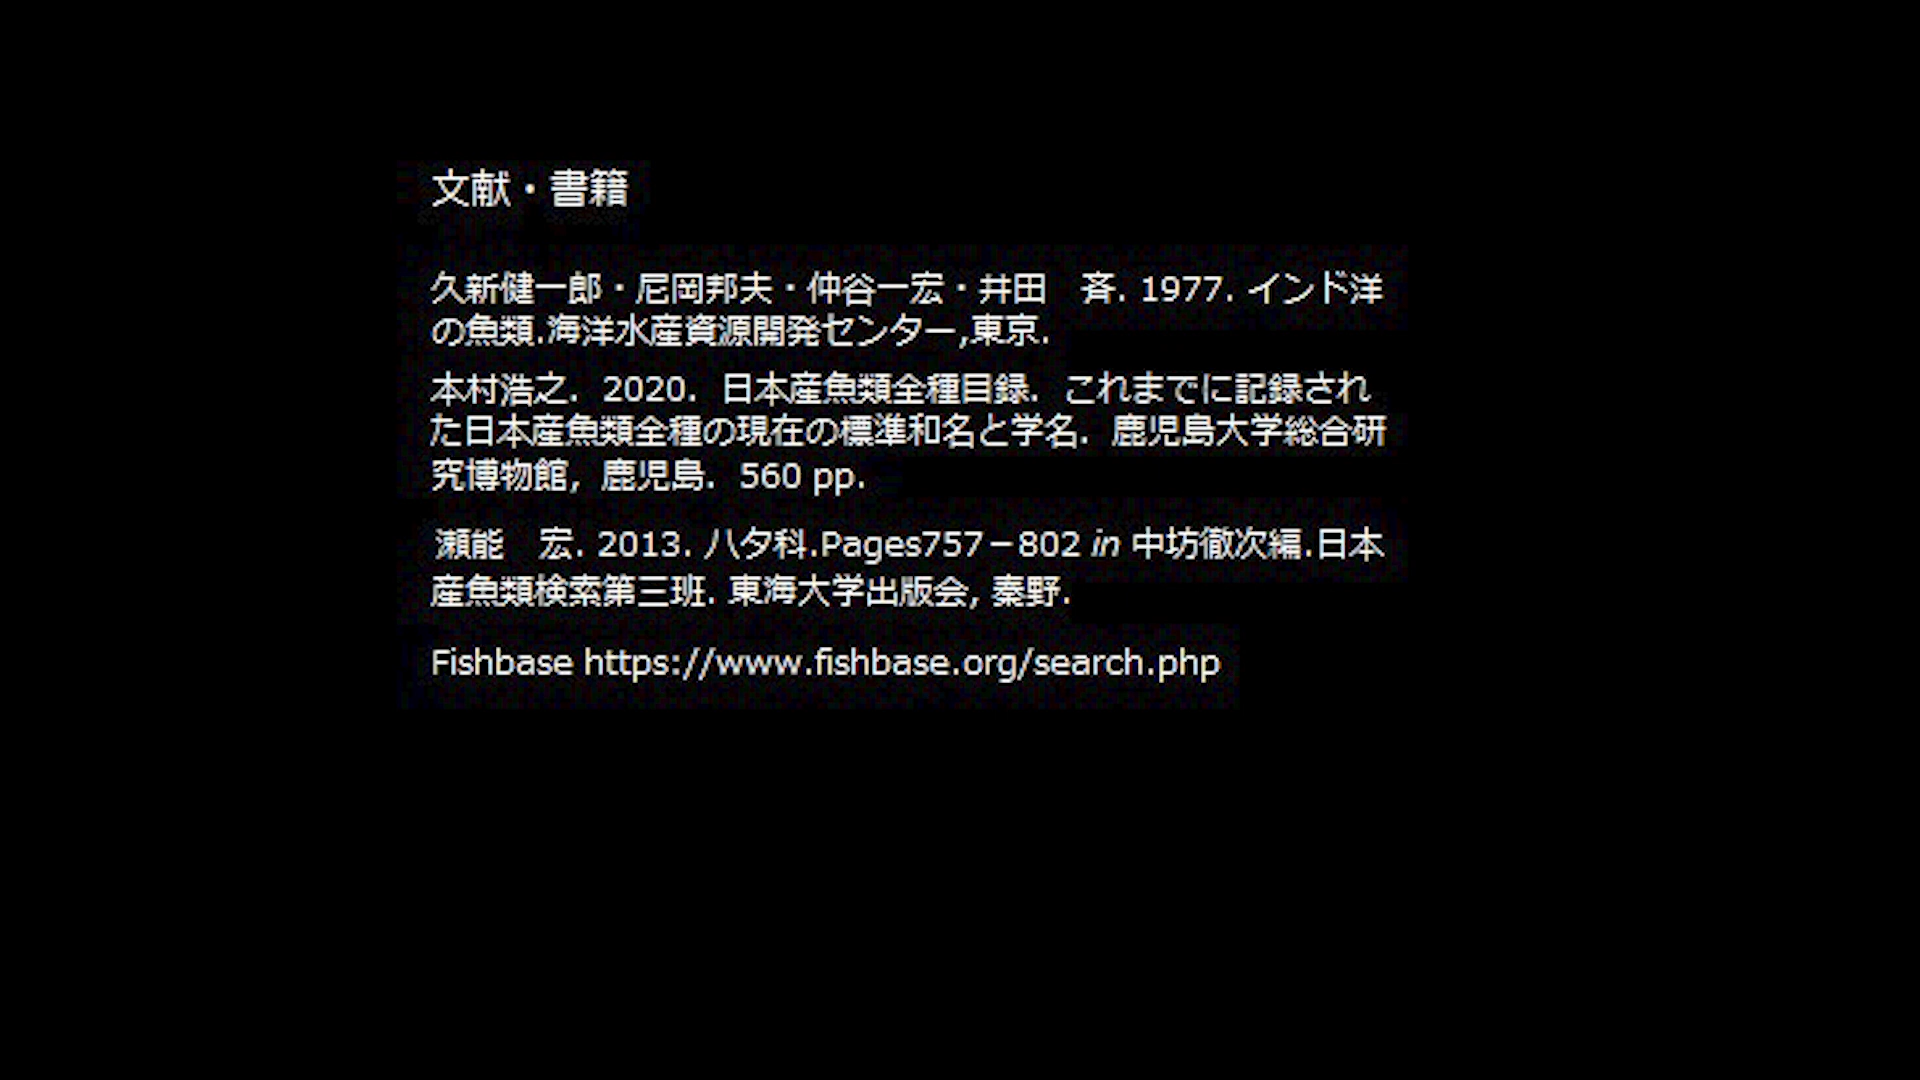 文献・書籍
久新健一郎・尼岡邦夫・仲谷一宏・井田　斉. 1977. インド洋
の魚類.海洋水産資源開発センター,東京.
本村浩之．2020．日本産魚類全種目録．これまでに記録され
た日本産魚類全種の現在の標準和名と学名．鹿児島大学総合研
究博物館，鹿児島．560 pp.
瀬能　宏. 2013. ハタ科.Pages757－802 in 中坊徹次編.日本
産魚類検索第三班. 東海大学出版会, 秦野.
Fishbase https://www.fishbase.org/search.php